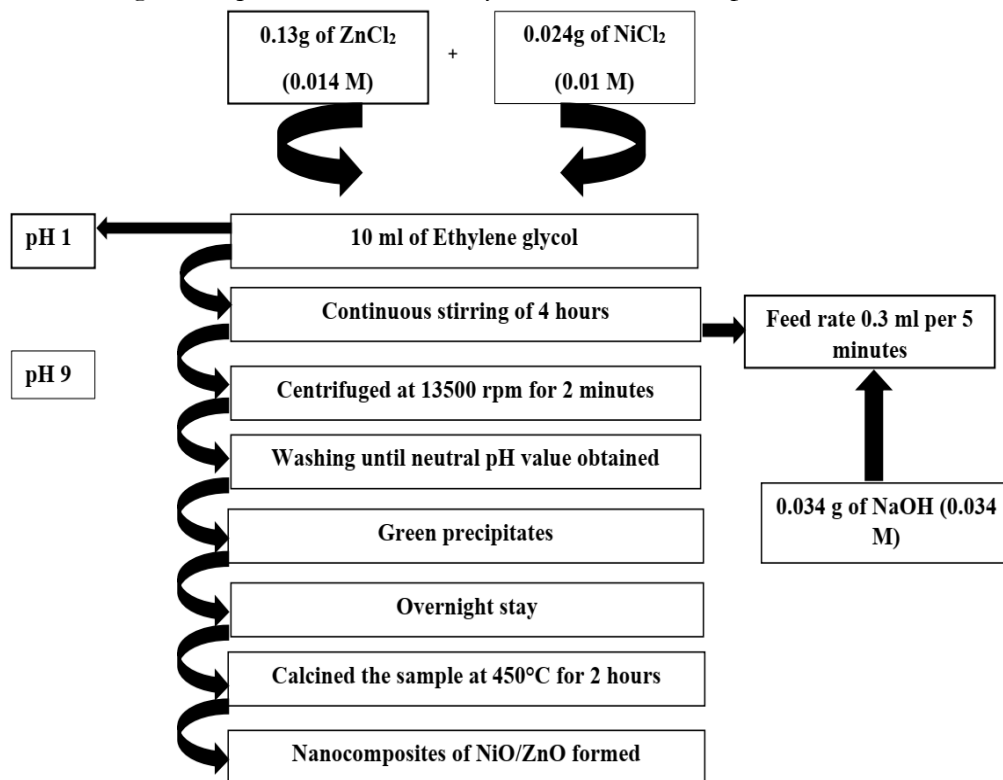 0.13g of ZnCl₂
(0.014 M)
+
0.024g of NiCl₂
(0.01 M)
pH 1
10 ml of Ethylene glycol
Continuous stirring of 4 hours
Feed rate 0.3 ml per 5
minutes
pH 9
Centrifuged at 13500 rpm for 2 minutes
Washing until neutral pH value obtained
0.034 g of NaOH (0.034
M)
Green precipitates
Overnight stay
Calcined the sample at 450°C for 2 hours
Nanocomposites of NiO/ZnO formed